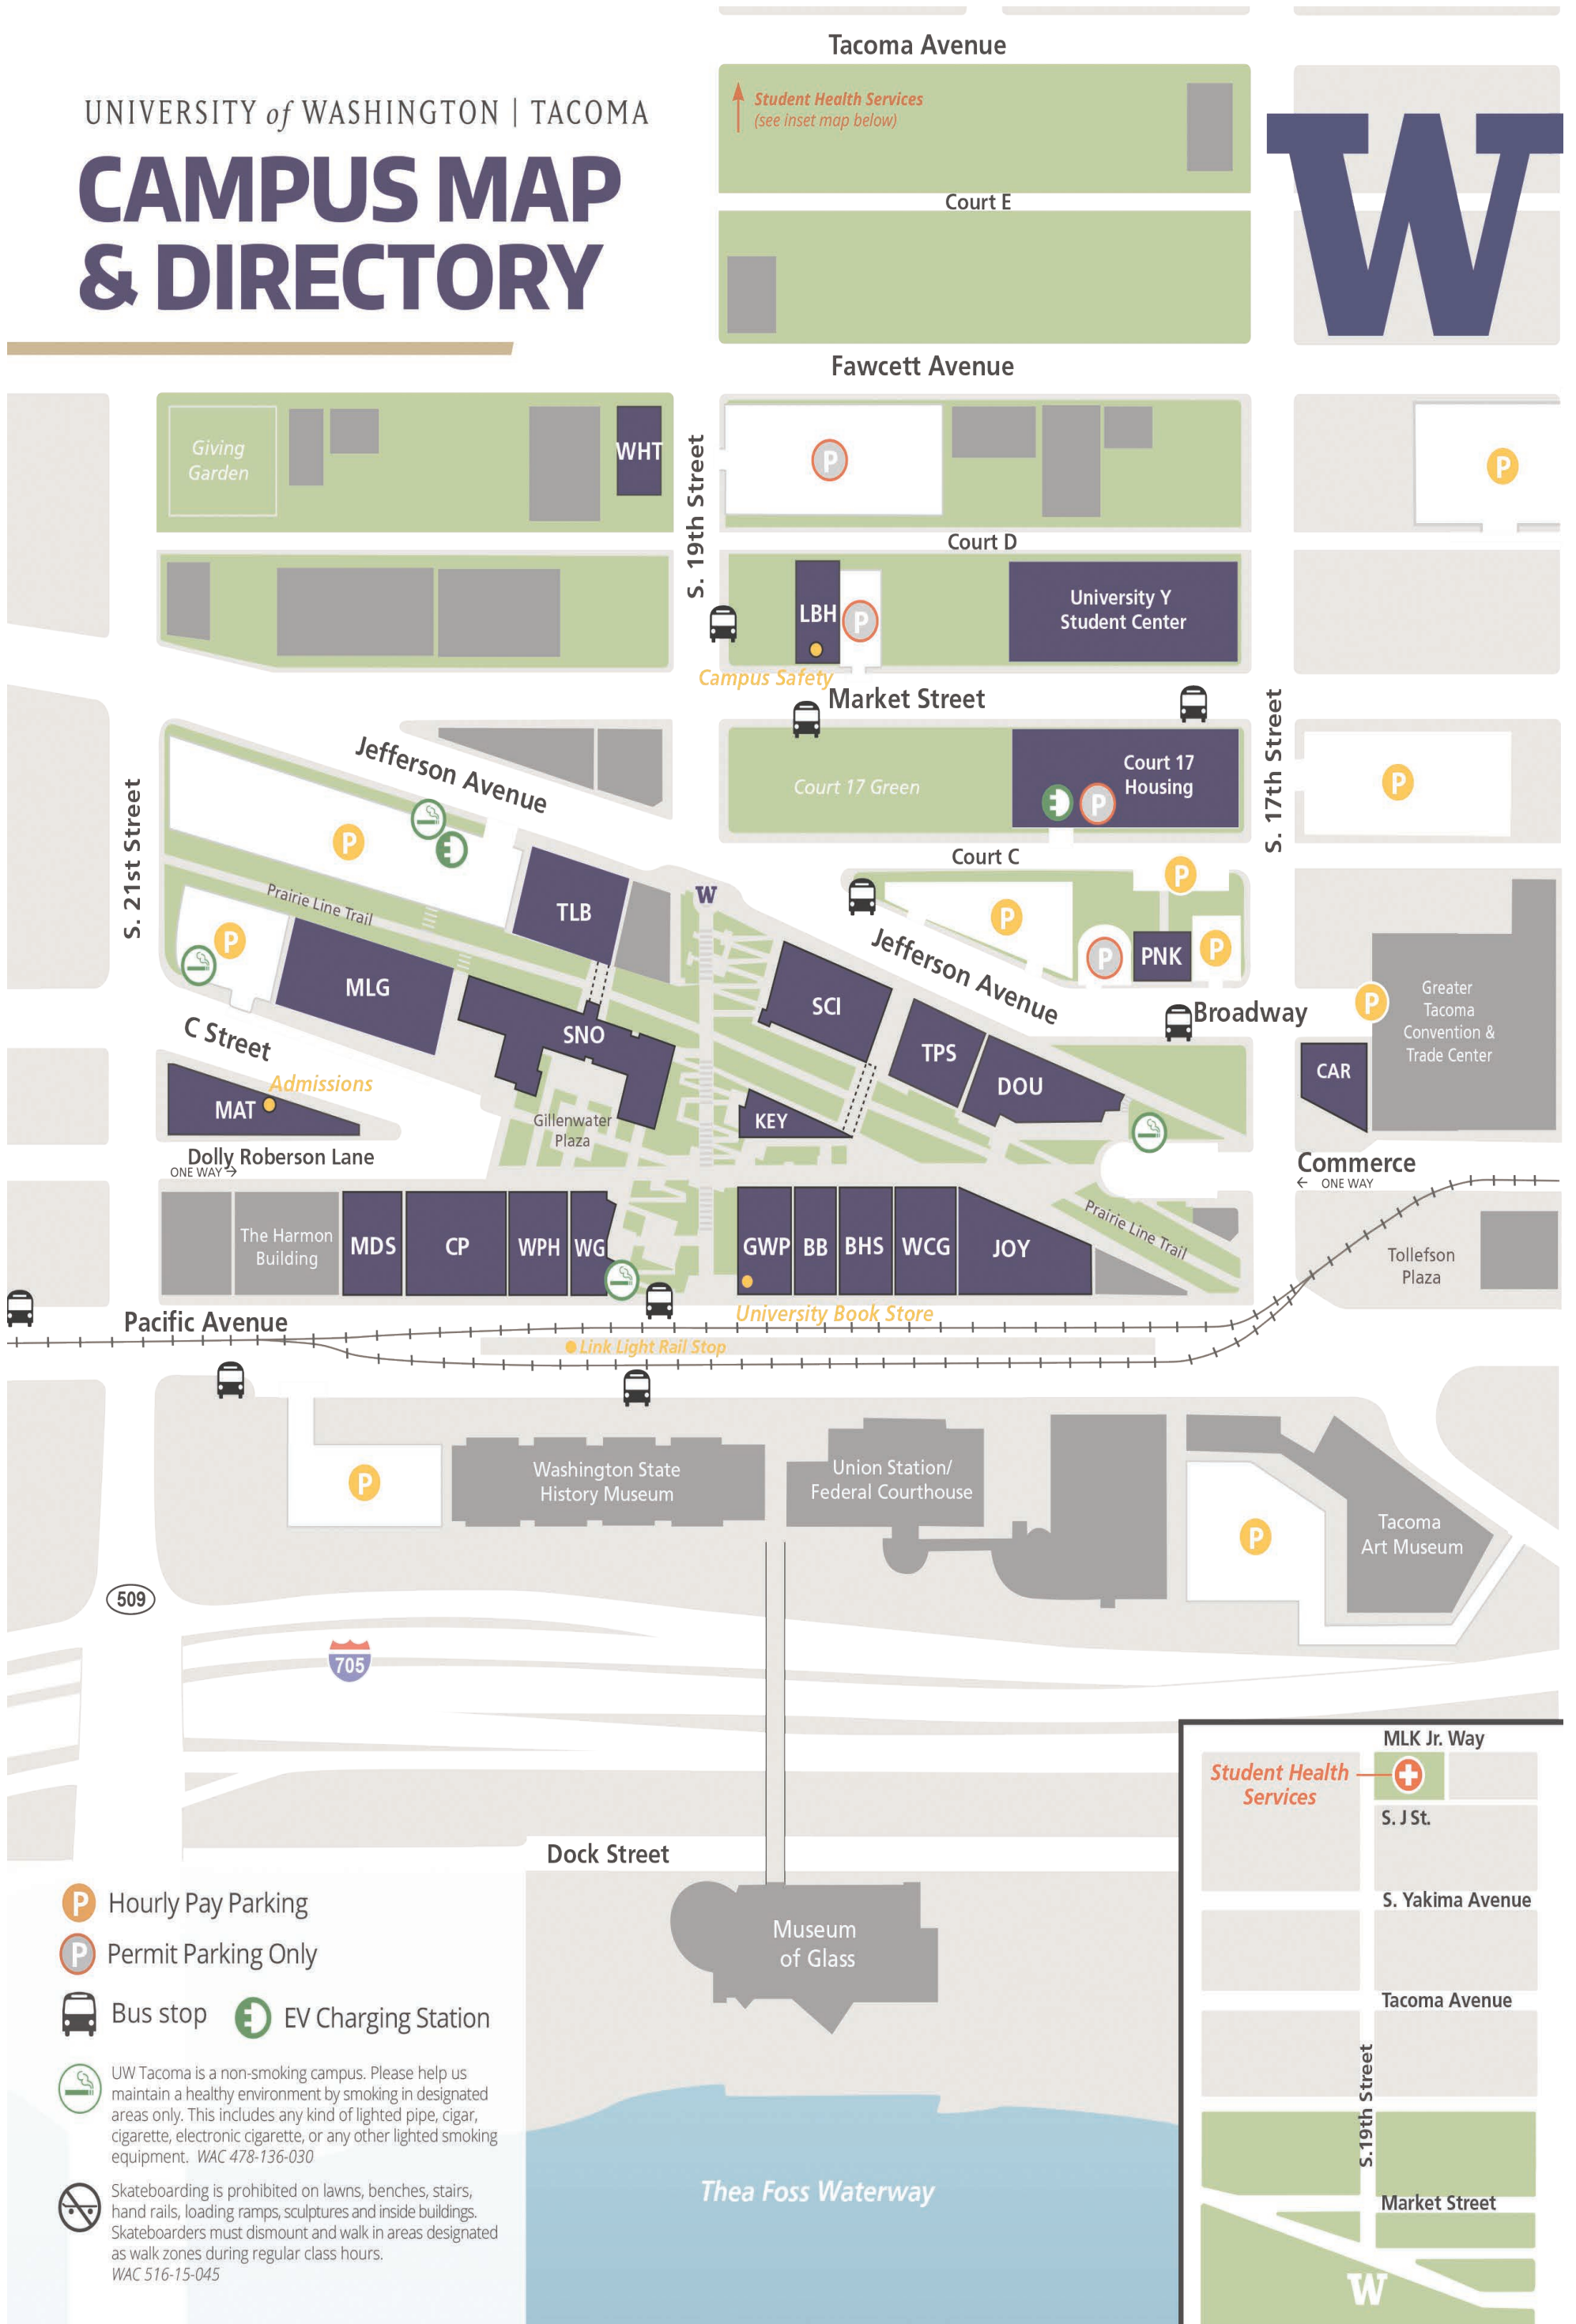 Tacoma Avenue
UNIVERSITY of WASHINGTON | TACOMA
CAMPUS MAP
& DIRECTORY
Student Health Services
(see inset map below)
W
Court E
Fawcett Avenue
Giving
Garden
WHT
S. 19th Street
P
P
Court D
LBH
P
University Y
Student Center
Campus Safety
Market Street
Jefferson Avenue
Court 17 Green
Court 17
Housing
P
S. 17th Street
P
S. 21st Street
P
Court C
P
Prairie Line Trail
TLB
W
P
P
P
PNK
P
Jefferson Avenue
MLG
SCI
Broadway
P
Greater
Tacoma
Convention &
Trade Center
C Street
SNO
TPS
DOU
CAR
Admissions
MAT
Gillenwater
Plaza
KEY
Dolly Roberson Lane
ONE WAY →
Commerce
← ONE WAY
The Harmon
Building
MDS
CP
WPH
WG
GWP
BB
BHS
WCG
JOY
Prairie Line Trail
Tollefson
Plaza
Pacific Avenue
University Book Store
Link Light Rail Stop
P
Washington State
History Museum
Union Station/
Federal Courthouse
P
Tacoma
Art Museum
509
705
Dock Street
Museum
of Glass
Thea Foss Waterway
P Hourly Pay Parking
P Permit Parking Only
Bus stop
EV Charging Station
UW Tacoma is a non-smoking campus. Please help us
maintain a healthy environment by smoking in designated
areas only. This includes any kind of lighted pipe, cigar,
cigarette, electronic cigarette, or any other lighted smoking
equipment. WAC 478-136-030
Skateboarding is prohibited on lawns, benches, stairs,
hand rails, loading ramps, sculptures and inside buildings.
Skateboarders must dismount and walk in areas designated
as walk zones during regular class hours.
WAC 516-15-045
MLK Jr. Way
Student Health
Services
S. J St.
S. Yakima Avenue
Tacoma Avenue
S.19th Street
Market Street
W